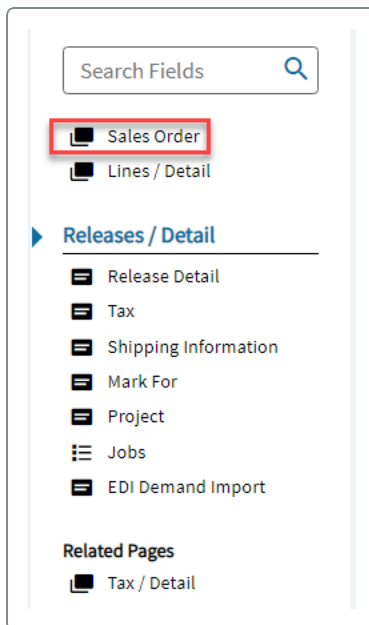 Search Fields
Sales Order
Lines / Detail
Releases / Detail
Release Detail
Tax
Shipping Information
Mark For
Project
Jobs
EDI Demand Import
Related Pages
Tax / Detail